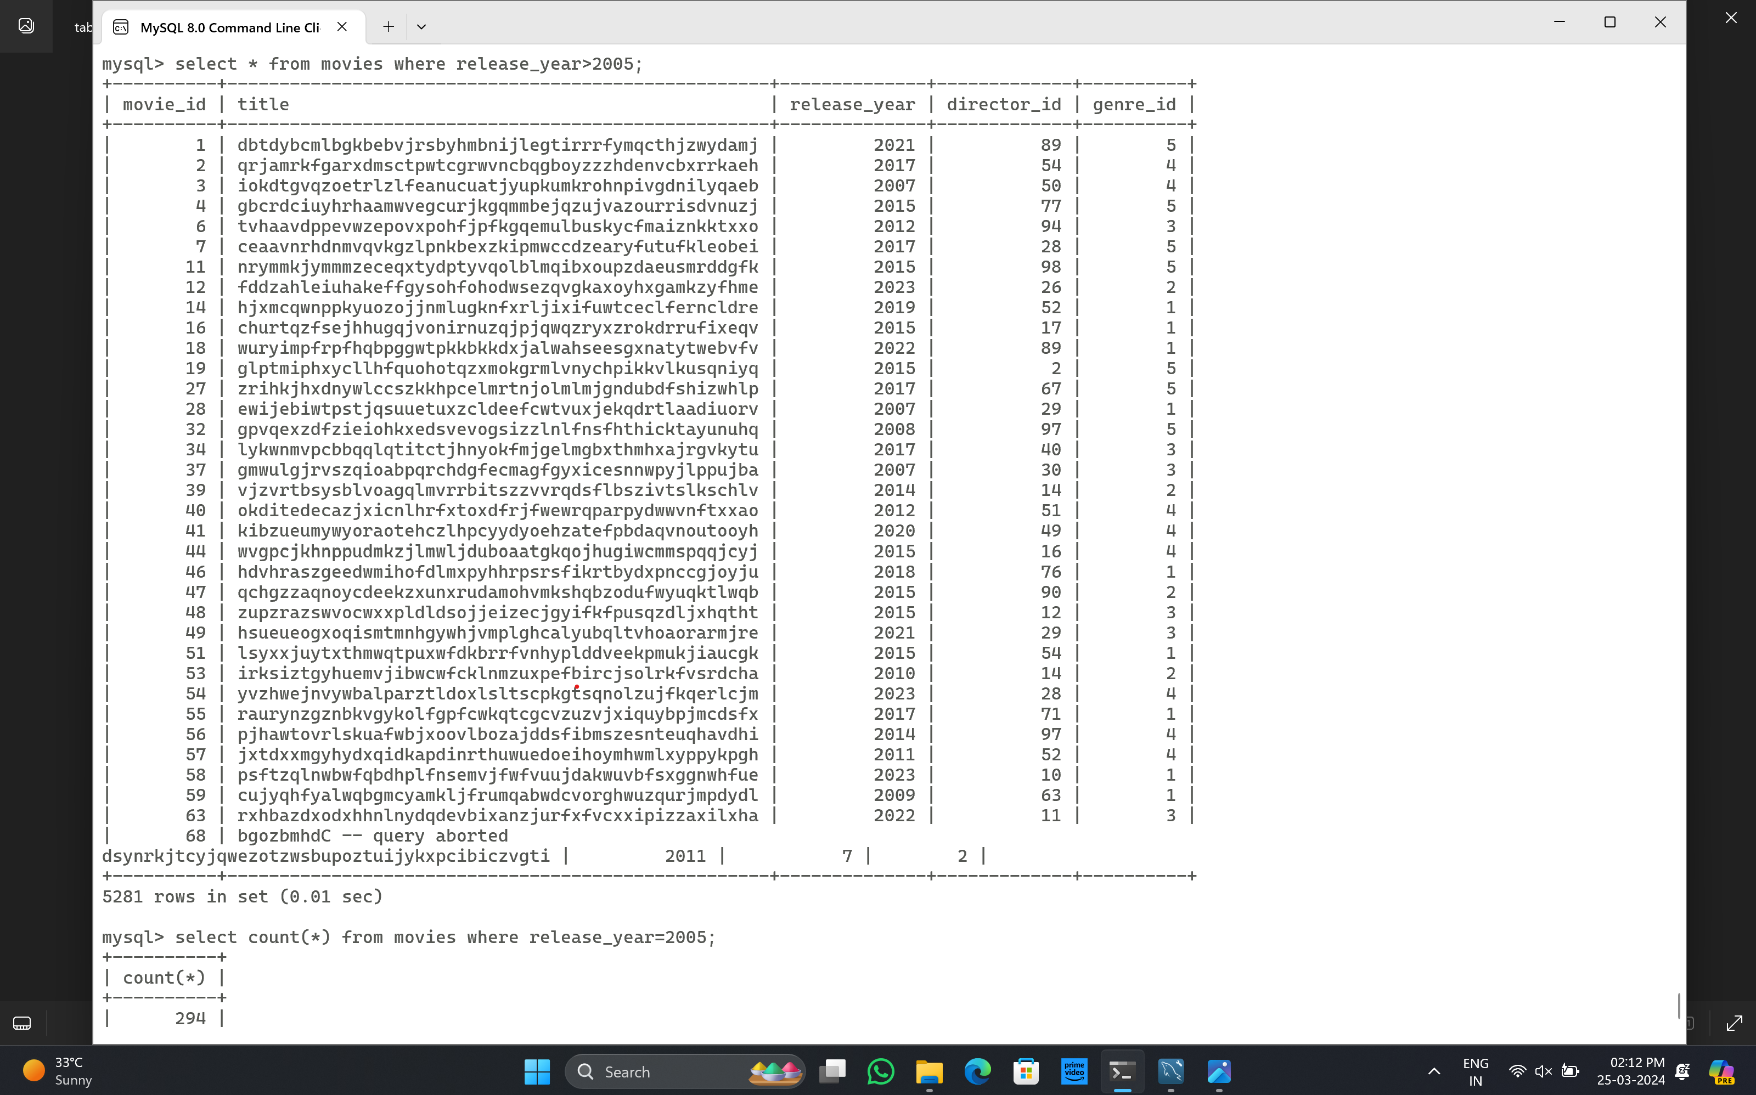 tab
MySQL 8.0 Command Line Cli
mysql> select * from movies where release_year>2005;
+----------+---------------------------------------------------+--------------+-------------+----------+
| movie_id | title | release_year | director_id | genre_id |
+----------+---------------------------------------------------+--------------+-------------+----------+
| 1 | dbtdybcmlbgkbebvjrsbyhmbnijlegtirrrfymqcthjzwydamj | 2021 | 89 | 5 |
| 2 | qrjamrkfgarxdmsctpwtcgrwvncbqgboyzzzhdenvcbxrrkaeh | 2017 | 54 | 4 |
| 3 | iokdtgvqzoetrlzlfeanucuatjyupkumkrohnpivgdnilyqaeb | 2007 | 50 | 4 |
| 4 | gbcrdciuyhrhaamwvegcurjkgqmmbejqzujvazourrisdvnuzj | 2015 | 77 | 5 |
| 6 | tvhaavdppevwzepovxpohfjpfkgqemulbuskycfmaiznkktxxo | 2012 | 94 | 3 |
| 7 | ceaavnrhdnmvqvkgzlpnkbexzkipmwccdzearyfutufkleobei | 2017 | 28 | 5 |
| 11 | nrymmkjymmmzeceqxtydptyvqolblmqibxoupzdaeusmrddgfk | 2015 | 98 | 5 |
| 12 | fddzahleiuhakeffgysohfohodwsezqvgkaxoyhxgamkzyfhme | 2023 | 26 | 2 |
| 14 | hjxmcqwnppkyuozojjnmlugknfxrljixifuwtceclferncldre | 2019 | 52 | 1 |
| 16 | churtqzfsejhhugqjvonirnuzqjpjqwqzryxzrokdrrufixeqv | 2015 | 17 | 1 |
| 18 | wuryimpfrpfhqbpggwtpkkbkkdxjalwahseesgxnatytwebvfv | 2022 | 89 | 1 |
| 19 | glptmiphxycllhfquohotqzxmokgrmlvnychpikkvlkusqniyq | 2015 | 2 | 5 |
| 27 | zrihkjhxdnywlccszkkhpcelmrtnjolmlmjgndubdfshizwhlp | 2017 | 67 | 5 |
| 28 | ewijebiwtpstjqsuuetuxzcldeefcwtvuxjekqdrtlaadiuorv | 2007 | 29 | 1 |
| 32 | gpvqexzdfzieiohkxedsvevogsizzlnlfnsfhthicktayunuhq | 2008 | 97 | 5 |
| 34 | lykwnmvpcbbqqlqtitctjhnyokfmjgelmgbxthmhxajrgvkytu | 2017 | 40 | 3 |
| 37 | gmwulgjrvszqioabpqrchdgfecmagfgyxicesnnwpyjlppujba | 2007 | 30 | 3 |
| 39 | vjzvrtbsysblvoagqlmvrrbitszzvvrqdsflbszivtslkschlv | 2014 | 14 | 2 |
| 40 | okditedecazjxicnlhrfxtoxdfrjfwewrqparpydwwvnftxxao | 2012 | 51 | 4 |
| 41 | kibzueumywyoraotehczlhpcyydyoehzatefpbdaqvnoutooyh | 2020 | 49 | 4 |
| 44 | wvgpcjkhnppudmkzjlmwljduboaatgkqojhugiwcmmspqqjcyj | 2015 | 16 | 4 |
| 46 | hdvhraszgeedwmihofdlmxpyhhrpsrsfikrtbydxpnccgjoyju | 2018 | 76 | 1 |
| 47 | qchgzzaqnoycdeekzxunxrudamohvmkshqbzodufwyuqktlwqb | 2015 | 90 | 2 |
| 48 | zupzrazswvocwxxpldldsojjeizecjgyifkfpusqzdljxhqtht | 2015 | 12 | 3 |
| 49 | hsueueogxoqismtmnhgywhjvmplghcalyubqltvhoaorarmjre | 2021 | 29 | 3 |
| 51 | lsyxxjuytxthmwqtpuxwfdkbrrfvnhyplddveekpmukjiaucgk | 2015 | 54 | 1 |
| 53 | irksiztgyhuemvjibwcwfcklnmzuxpefbircjsolrkfvsrdcha | 2010 | 14 | 2 |
| 54 | yvzhwejnvywbalparztldoxlsltscpkgtsqnolzujfkqerlcjm | 2023 | 28 | 4 |
| 55 | raurynzgznbkvgykolfgpfcwkqtcgcvzuzvjxiquybpjmcdsfx | 2017 | 71 | 1 |
| 56 | pjhawtovrlskuafwbjxoovlbozajddsfibmszesnteuqhavdhi | 2014 | 97 | 4 |
| 57 | jxtdxxmgyhydxqidkapdinrthuwuedoeihoymhwmlxyppykpgh | 2011 | 52 | 4 |
| 58 | psftzqlnwbwfqbdhplfnsemvjfwfvuujdakwuvbfsxggnwhfue | 2023 | 10 | 1 |
| 59 | cujyqhfyalwqbgmcyamkljfrumqabwdcvorghwuzqurjmpdydl | 2009 | 63 | 1 |
| 63 | rxhbazdxodxhhnlnydqdevbixanzjurfxfvcxxipizzaxilxha | 2022 | 11 | 3 |
| 68 | bgozbmhdC -- query aborted
dsynrkjtcyjqwezotzwsbupoztuijykxpcibiczvgti | 2011 | 7 | 2 |
+----------+---------------------------------------------------+--------------+-------------+----------+
5281 rows in set (0.01 sec)
mysql> select count(*) from movies where release_year=2005;
+----------+
| count(*) |
+----------+
| 294 |
33°C
Sunny
Search
prime video
ENG
IN
02:12 PM
25-03-2024
PRE